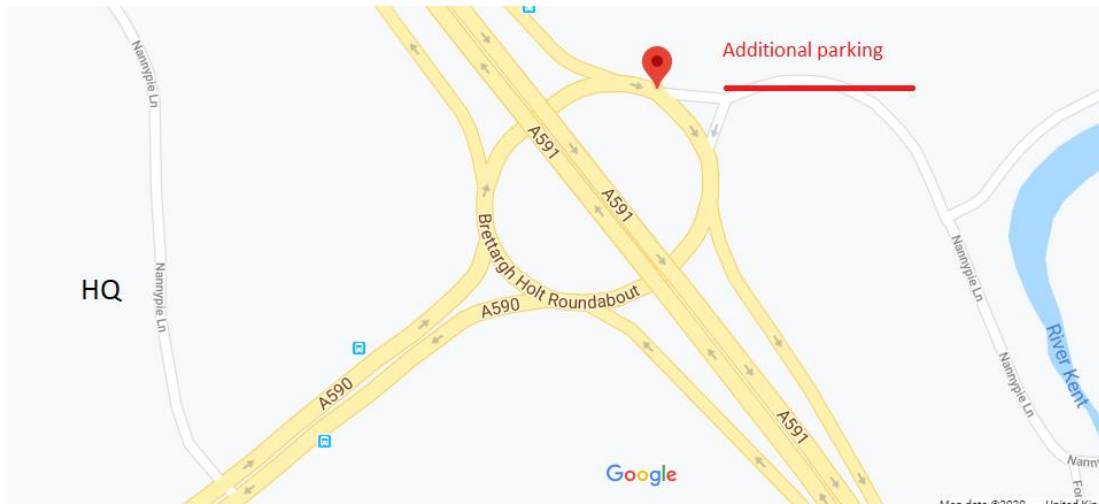 Nannypie Ln
Additional parking
A591
A591
Nannypie Ln
HQ
Brettargh Holt Roundabout
A590
Nannypie Ln
A590
Nannypie Ln
River Kent
A591
Google